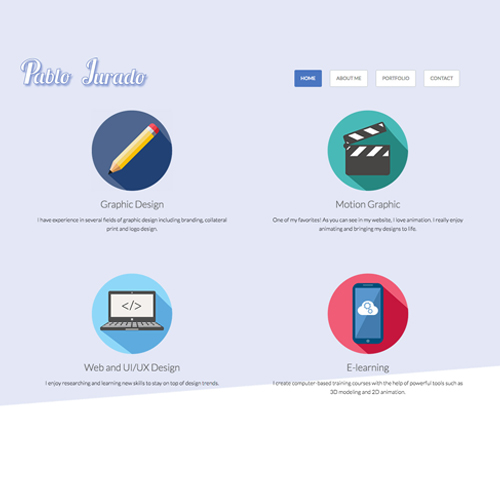 Pablo Jurado
HOME
ABOUT ME
PORTFOLIO
CONTACT
Graphic Design
I have experience in several fields of graphic design including branding, collateral
print and logo design.
Motion Graphic
One of my favorites! As you can see in my website, I love animation. I really enjoy
animating and bringing my designs to life.
</>
Web and UI/UX Design
I enjoy researching and learning new skills to stay on top of design trends.
E-learning
I create computer-based training courses with the help of powerful tools such as
3D modeling and 2D animation.